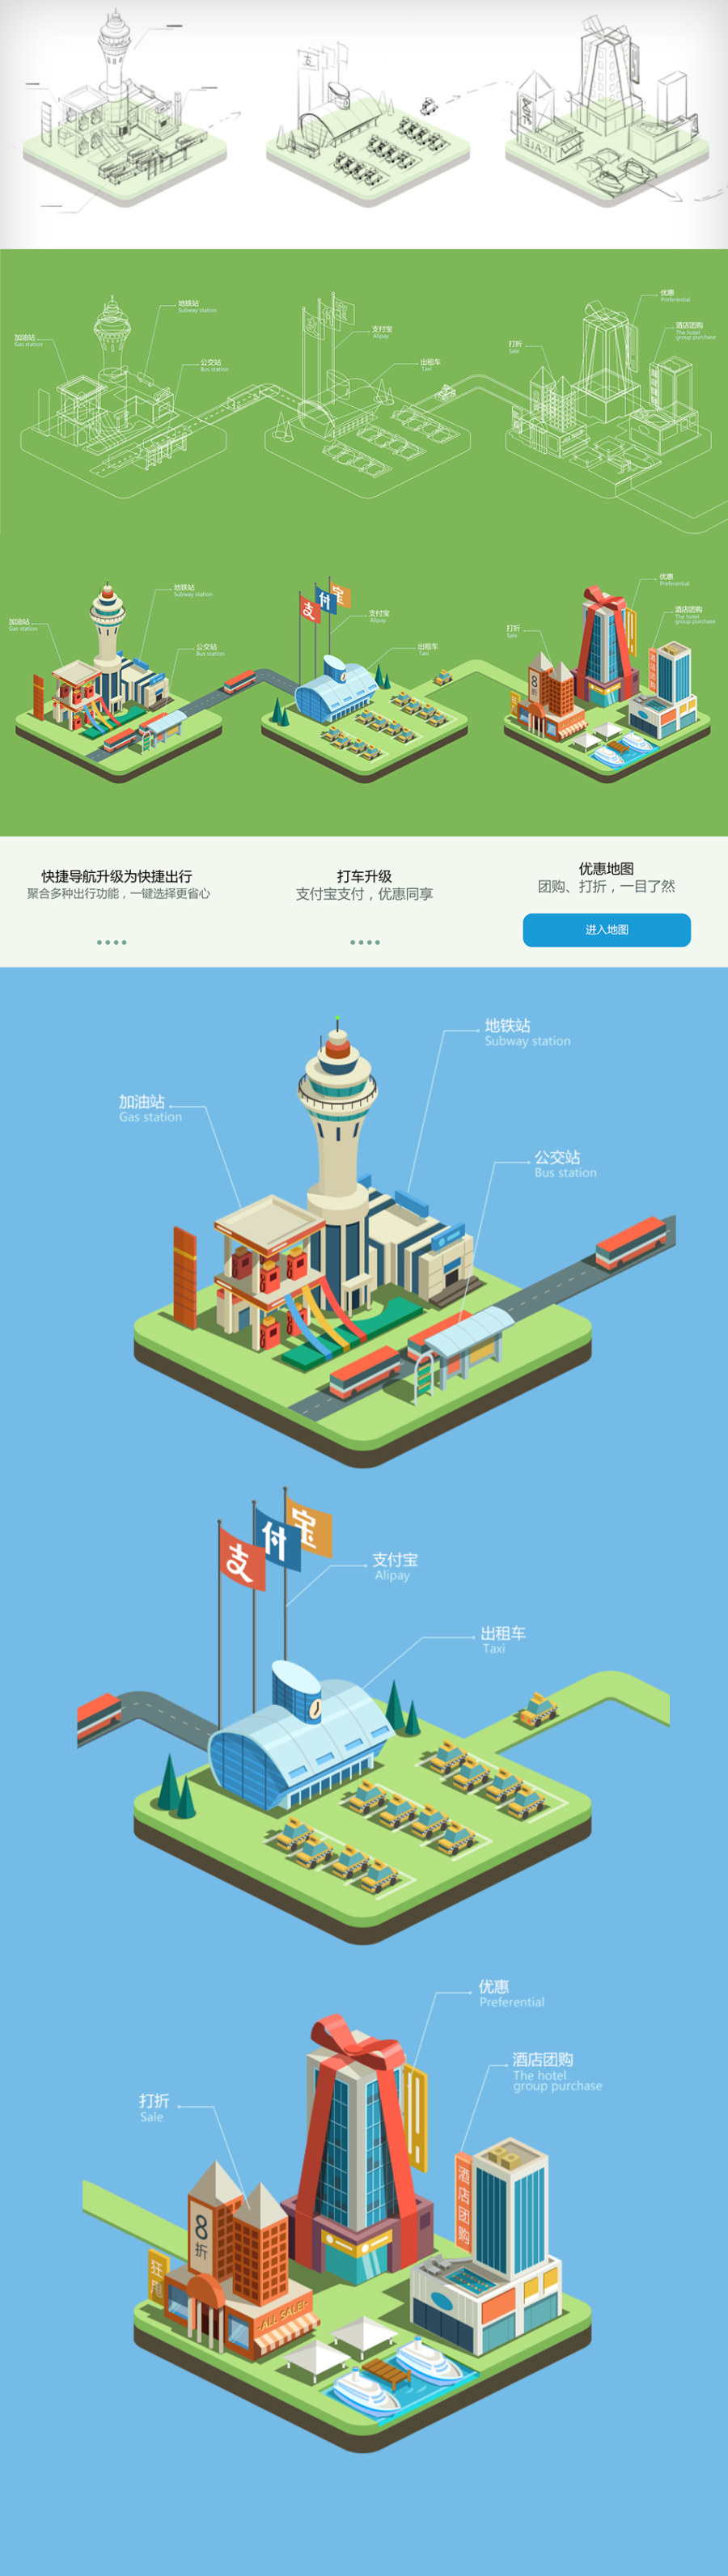 SALE
支
地铁站
Subway station
加油站
Gas station
公交站
Bus station
支付宝
Alipay
出租车
Taxi
优惠
Preferential
酒店团购
The hotel
group purchase
打折
Sale
地铁站
Subway station
加油站
Gas station
公交站
Bus station
支
付
宝
支付宝
Alipay
出租车
Taxi
优惠
Preferential
酒店团购
The hotel
group purchase
打折
Sale
8
折
快捷导航升级为快捷出行
聚合多种出行功能，一键选择更省心
打车升级
支付宝支付，优惠同享
优惠地图
团购、打折，一目了然
进入地图
地铁站
Subway station
加油站
Gas station
公交站
Bus station
支
付
宝
支付宝
Alipay
出租车
Taxi
优惠
Preferential
酒店团购
The hotel
group purchase
打折
Sale
酒店团购
8
折
狂甩
ALL SALE!